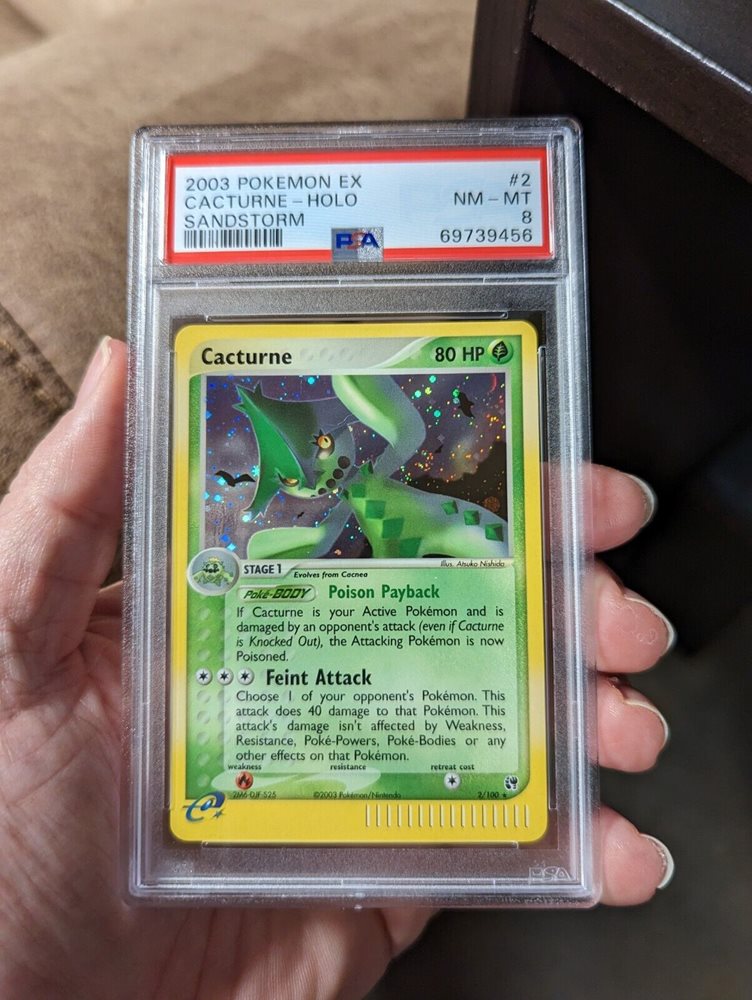 2003 POKEMON EX #2
CACTURNE - HOLO NM - MT
SANDSTORM 8
PSA 69739456
Cacturne 80 HP
STAGE 1 Evolves from Cacnea Illus. Atsuko Nishida
Poké-BODY Poison Payback
If Cacturne is your Active Pokémon and is
damaged by an opponent's attack (even if Cacturne
is Knocked Out), the Attacking Pokémon is now
Poisoned.
Feint Attack
Choose 1 of your opponent's Pokémon. This
attack does 40 damage to that Pokémon. This
attack's damage isn't affected by Weakness,
Resistance, Poké-Powers, Poké-Bodies or any
other effects on that Pokémon.
weakness resistance retreat cost
©2003 Pokémon/Nintendo 2/100 ★
e
PSA